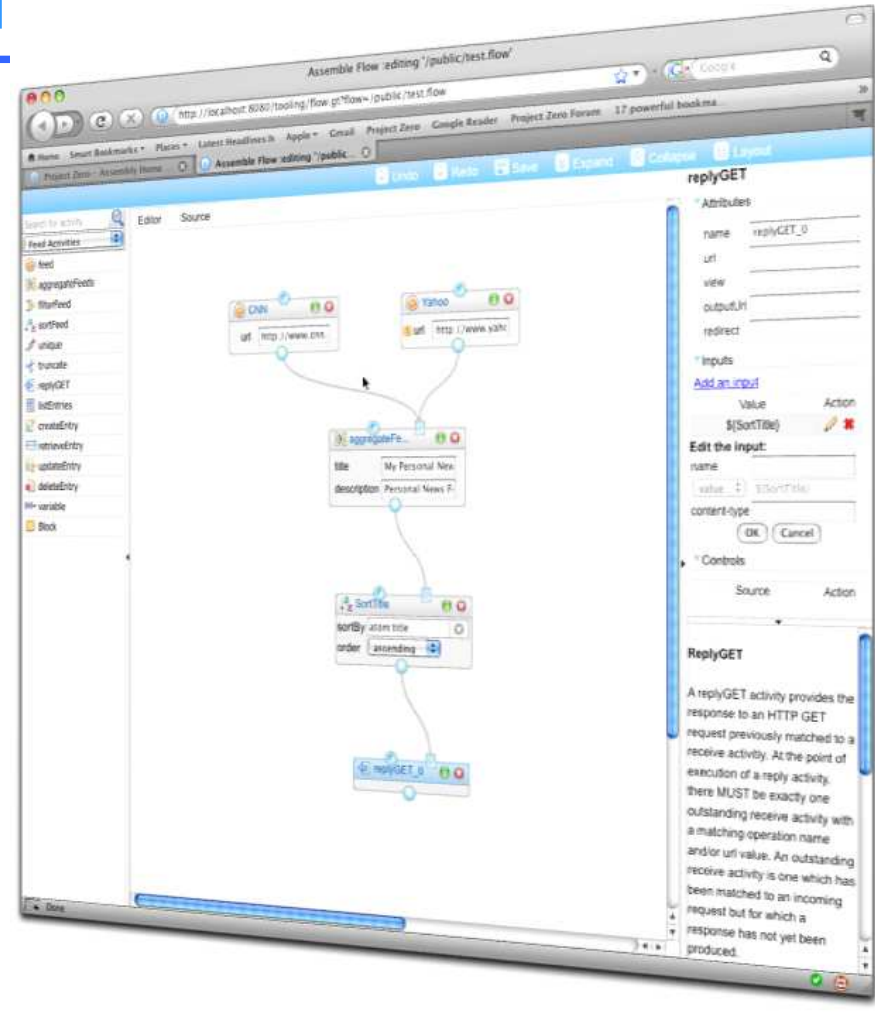 Assemble Flow :editing "/public/test.flow"
http://localhost:8080/tooling/flow.gt?flow=/public/test.flow
Google
Home Smart Bookmarks Places Latest Headlines Apple Gmail Project Zero Google Reader Project Zero Forum 17 powerful bookma
Project Zero - Assembly Home
Assemble Flow :editing "/public...
Undo Redo Save Expand Collapse Layout
Search for activity
Feed Activities
feed
aggregateFeeds
filterFeed
sortFeed
unique
truncate
replyGET
listEntries
createEntry
retrieveEntry
updateEntry
deleteEntry
variable
Block
Editor Source
CNN
url http://www.cnn.
Yahoo
url http://www.yahc
aggregateFe...
title My Personal New
description Personal News F
SortTitle
sortBy atom:title
order ascending
replyGET_0
replyGET
Attributes
name replyGET_0
url
view
outputUrl
redirect
Inputs
Add an input
Value Action
${SortTitle}
Edit the input:
name
value ${SortTitle}
content-type
OK Cancel
Controls
Source Action
ReplyGET
A replyGET activity provides the
response to an HTTP GET
request previously matched to a
receive activitiy. At the point of
execution of a reply activity,
there MUST be exactly one
outstanding receive activity with
a matching operation name
and/or url value. An outstanding
receive activity is one which has
been matched to an incoming
request but for which a
response has not yet been
produced.
Done